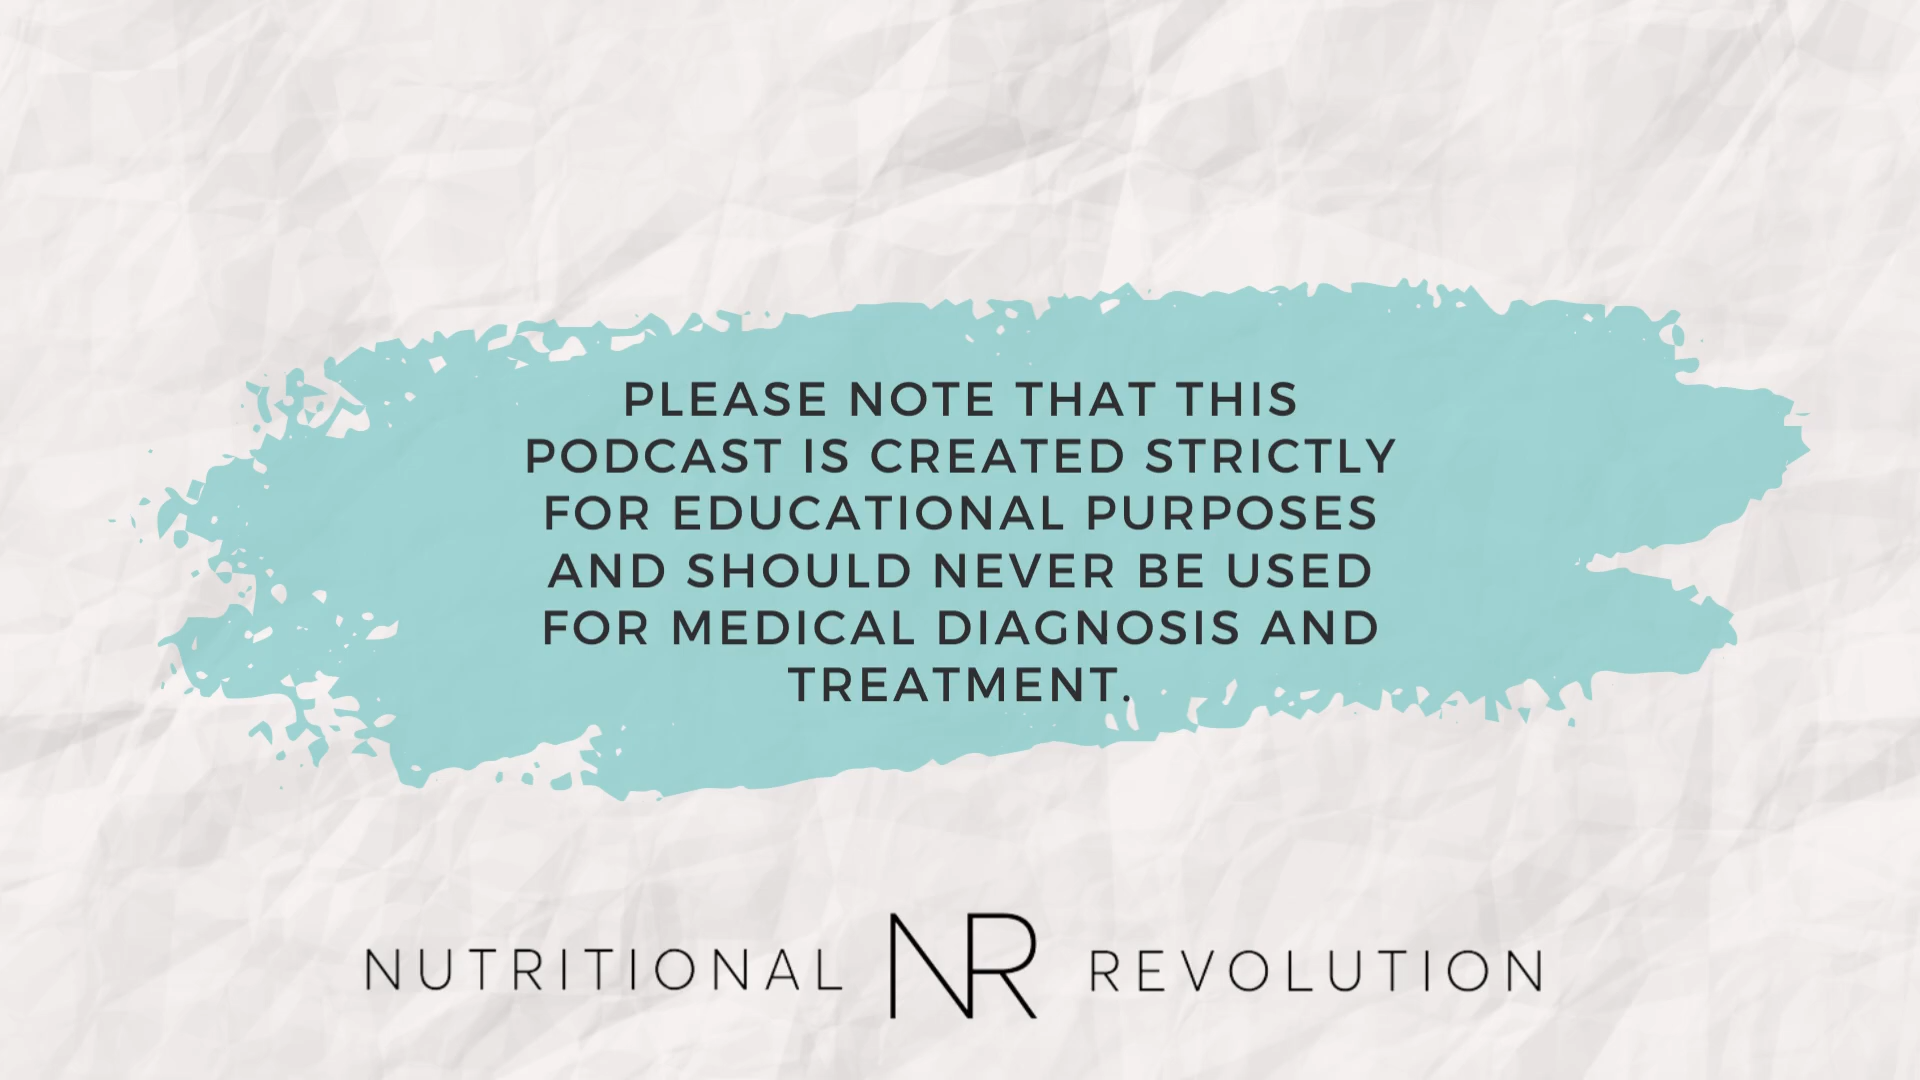 PLEASE NOTE THAT THIS
PODCAST IS CREATED STRICTLY
FOR EDUCATIONAL PURPOSES
AND SHOULD NEVER BE USED
FOR MEDICAL DIAGNOSIS AND
TREATMENT.
NUTRITIONAL NR REVOLUTION